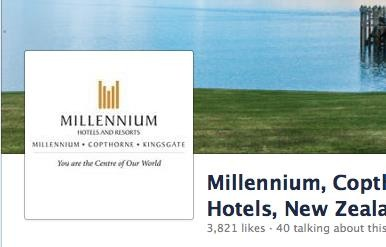 MILLENNIUM
HOTELS AND RESORTS
MILLENNIUM • COPTHORNE • KINGSGATE
You are the Centre of Our World
Millennium, Copth
Hotels, New Zeala
3,821 likes · 40 talking about this